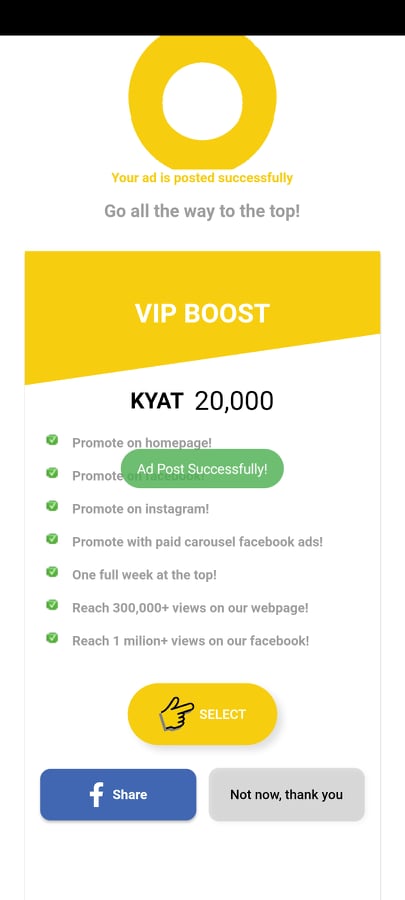 Your ad is posted successfully
Go all the way to the top!
VIP BOOST
KYAT 20,000
Promote on homepage!
Promote on facebook!
Ad Post Successfully!
Promote on instagram!
Promote with paid carousel facebook ads!
One full week at the top!
Reach 300,000+ views on our webpage!
Reach 1 milion+ views on our facebook!
SELECT
Share
Not now, thank you